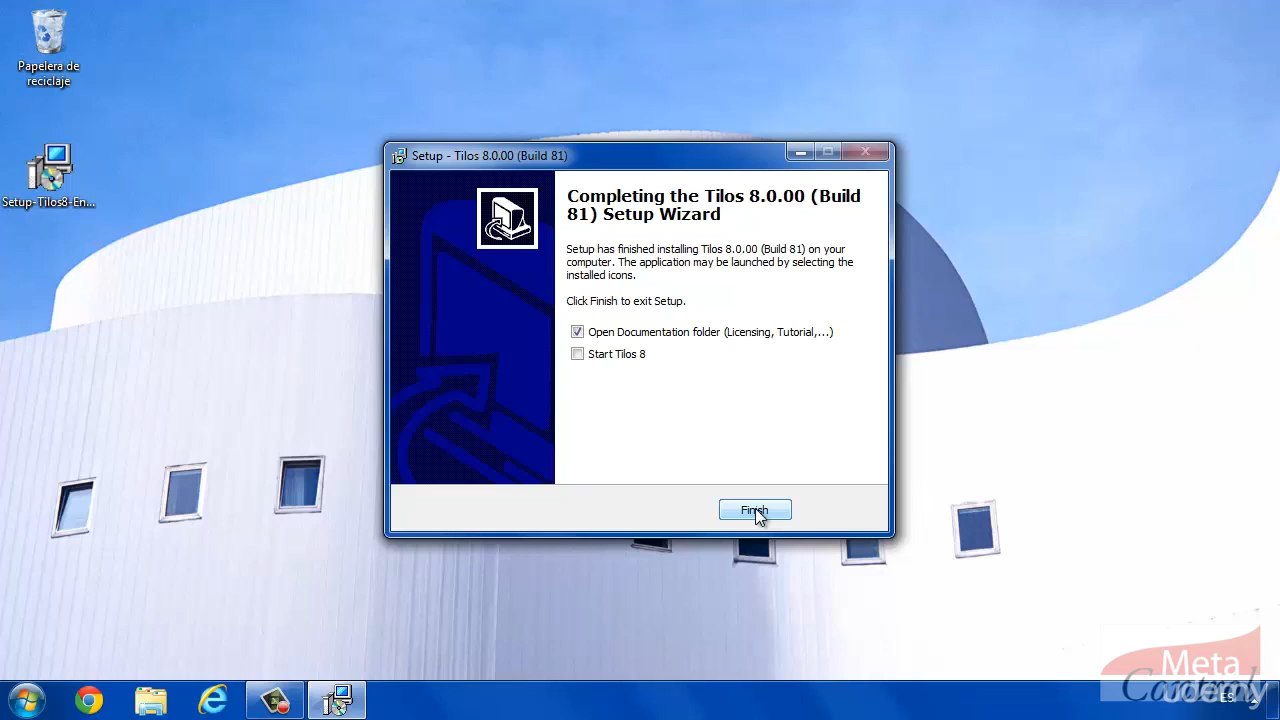 Papelera de
reciclaje
Setup-Tilos8-En...
Setup - Tilos 8.0.00 (Build 81)
Completing the Tilos 8.0.00 (Build
81) Setup Wizard
Setup has finished installing Tilos 8.0.00 (Build 81) on your
computer. The application may be launched by selecting the
installed icons.
Click Finish to exit Setup.
Open Documentation folder (Licensing, Tutorial,...)
Start Tilos 8
Finish
Meta
udemy
ES